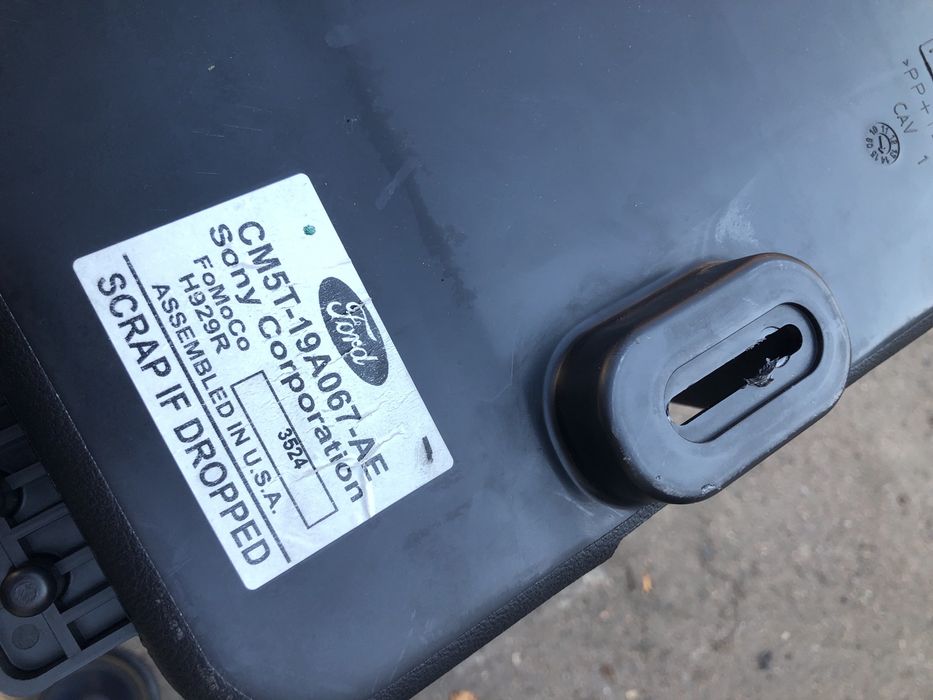 Ford
CM5T-19A067-AE
Sony Corporation
FoMoCo
H929R
3524
ASSEMBLED IN U.S.A.
SCRAP IF DROPPED
>PP+
CAV 1